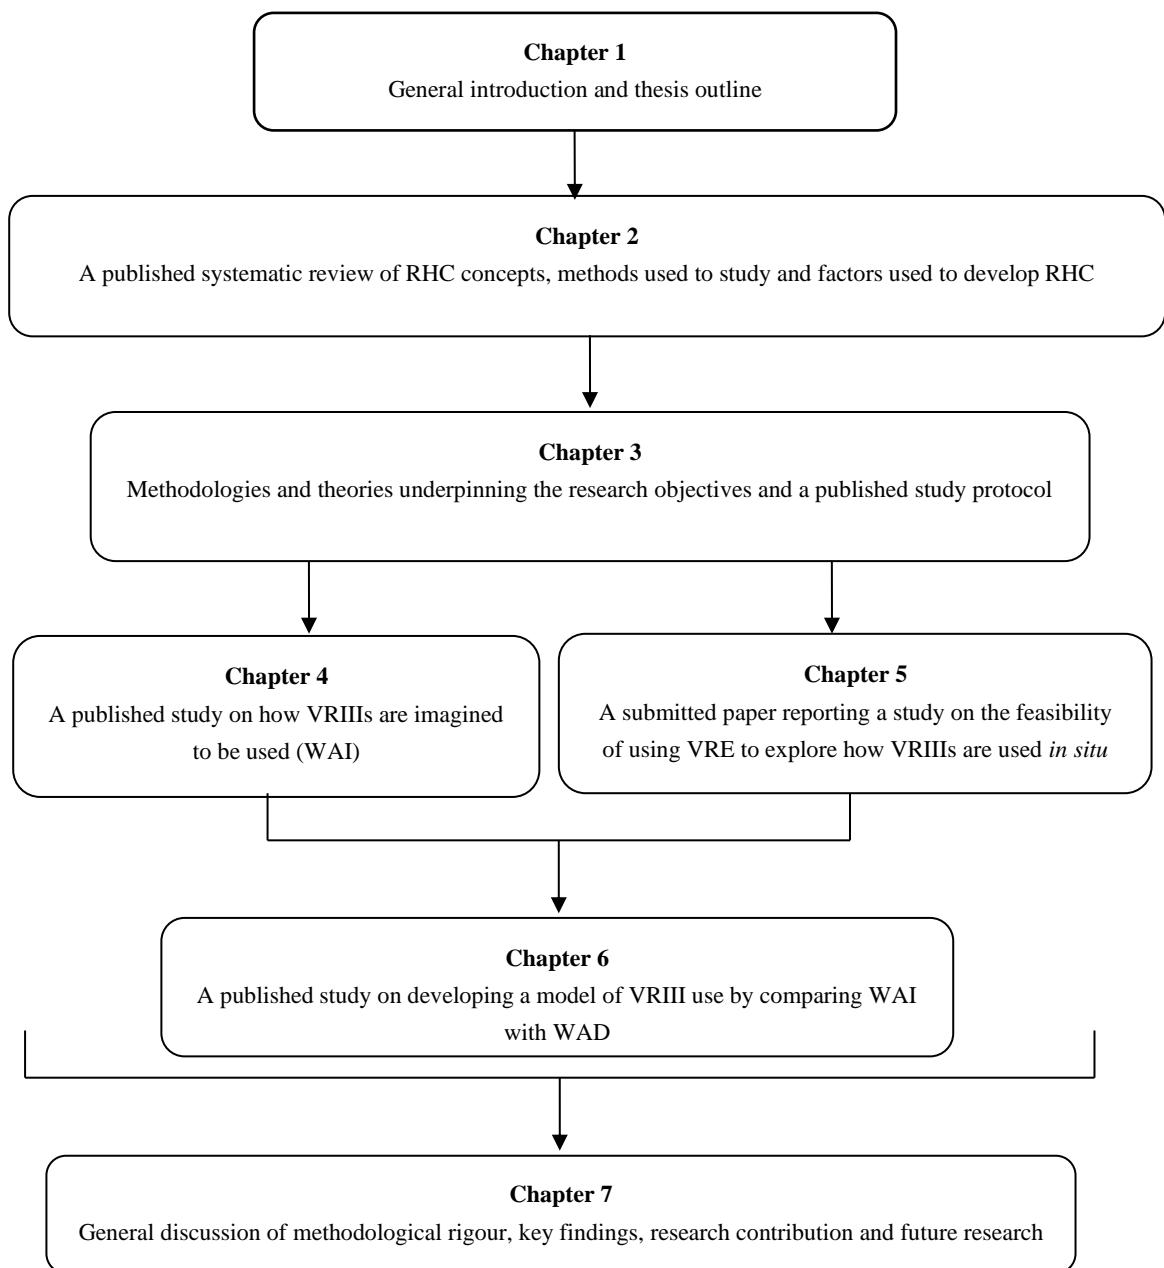 Chapter 1
General introduction and thesis outline
Chapter 2
A published systematic review of RHC concepts, methods used to study and factors used to develop RHC
Chapter 3
Methodologies and theories underpinning the research objectives and a published study protocol
Chapter 4
A published study on how VRIIIs are imagined
to be used (WAI)
Chapter 5
A submitted paper reporting a study on the feasibility
of using VRE to explore how VRIIIs are used in situ
Chapter 6
A published study on developing a model of VRIII use by comparing WAI
with WAD
Chapter 7
General discussion of methodological rigour, key findings, research contribution and future research